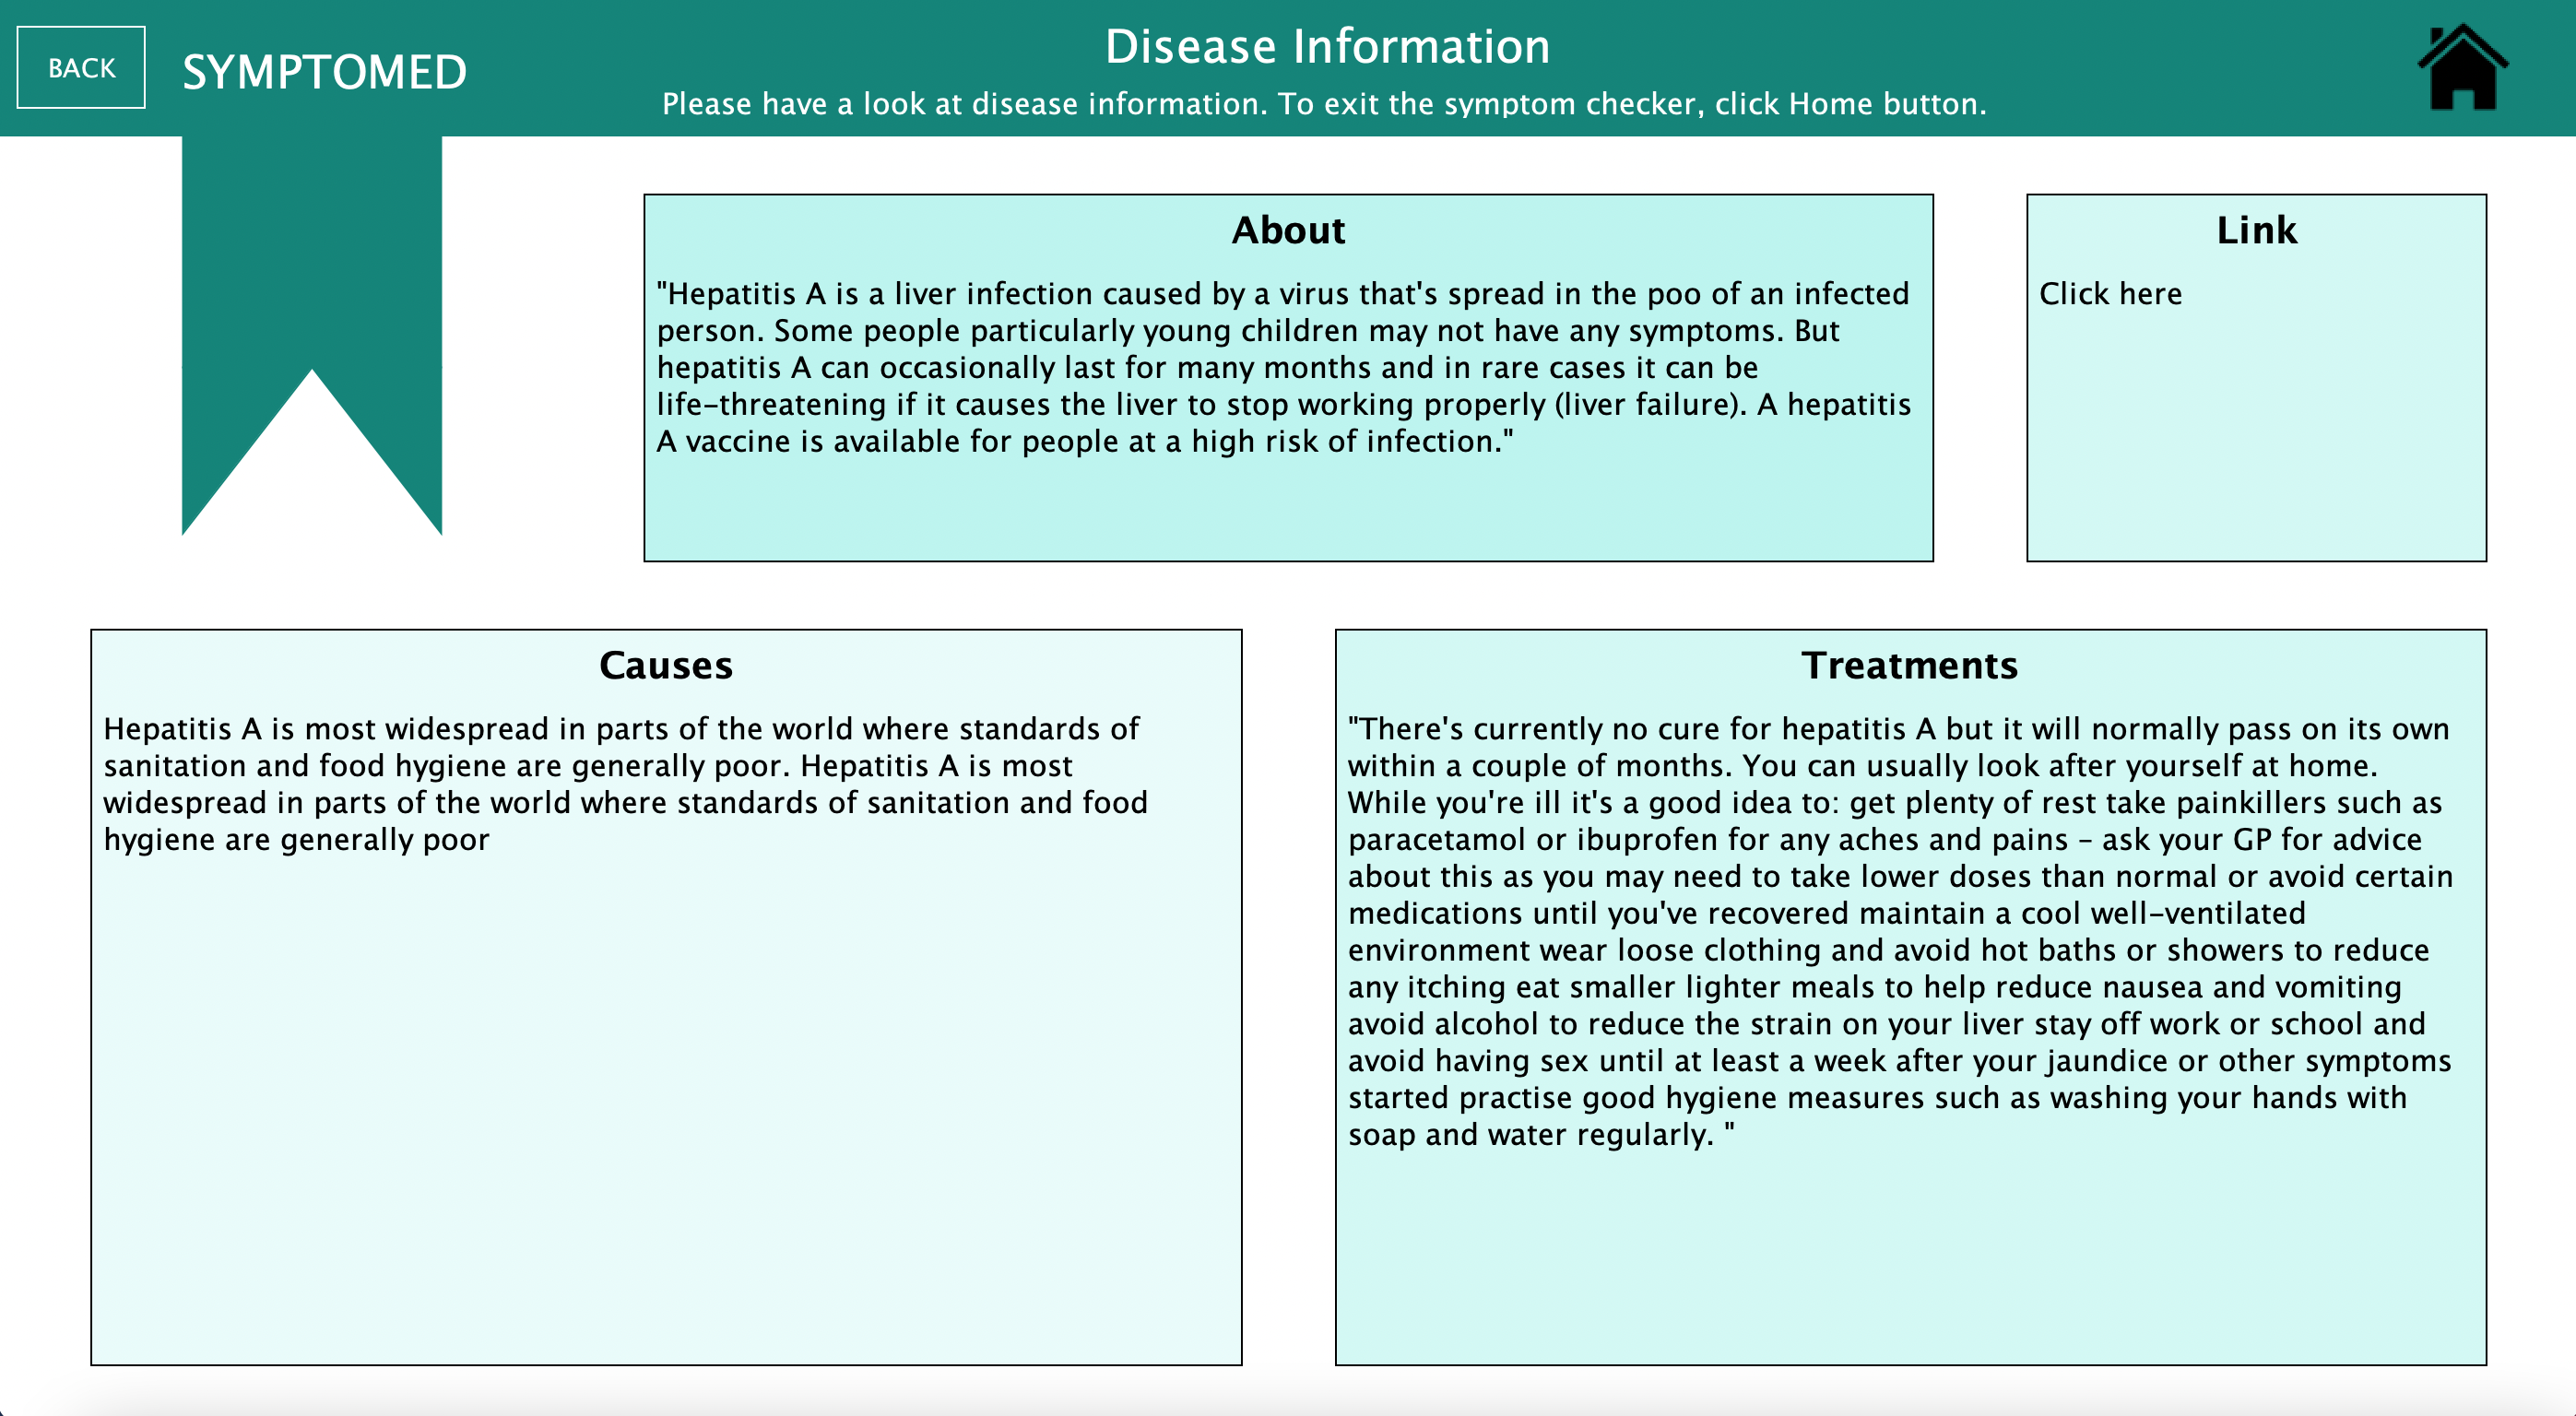 BACK
SYMPTOMED
Disease Information
Please have a look at disease information. To exit the symptom checker, click Home button.
About
"Hepatitis A is a liver infection caused by a virus that's spread in the poo of an infected
person. Some people particularly young children may not have any symptoms. But
hepatitis A can occasionally last for many months and in rare cases it can be
life-threatening if it causes the liver to stop working properly (liver failure). A hepatitis
A vaccine is available for people at a high risk of infection."
Link
Click here
Causes
Hepatitis A is most widespread in parts of the world where standards of
sanitation and food hygiene are generally poor. Hepatitis A is most
widespread in parts of the world where standards of sanitation and food
hygiene are generally poor
Treatments
"There's currently no cure for hepatitis A but it will normally pass on its own
within a couple of months. You can usually look after yourself at home.
While you're ill it's a good idea to: get plenty of rest take painkillers such as
paracetamol or ibuprofen for any aches and pains – ask your GP for advice
about this as you may need to take lower doses than normal or avoid certain
medications until you've recovered maintain a cool well-ventilated
environment wear loose clothing and avoid hot baths or showers to reduce
any itching eat smaller lighter meals to help reduce nausea and vomiting
avoid alcohol to reduce the strain on your liver stay off work or school and
avoid having sex until at least a week after your jaundice or other symptoms
started practise good hygiene measures such as washing your hands with
soap and water regularly. "